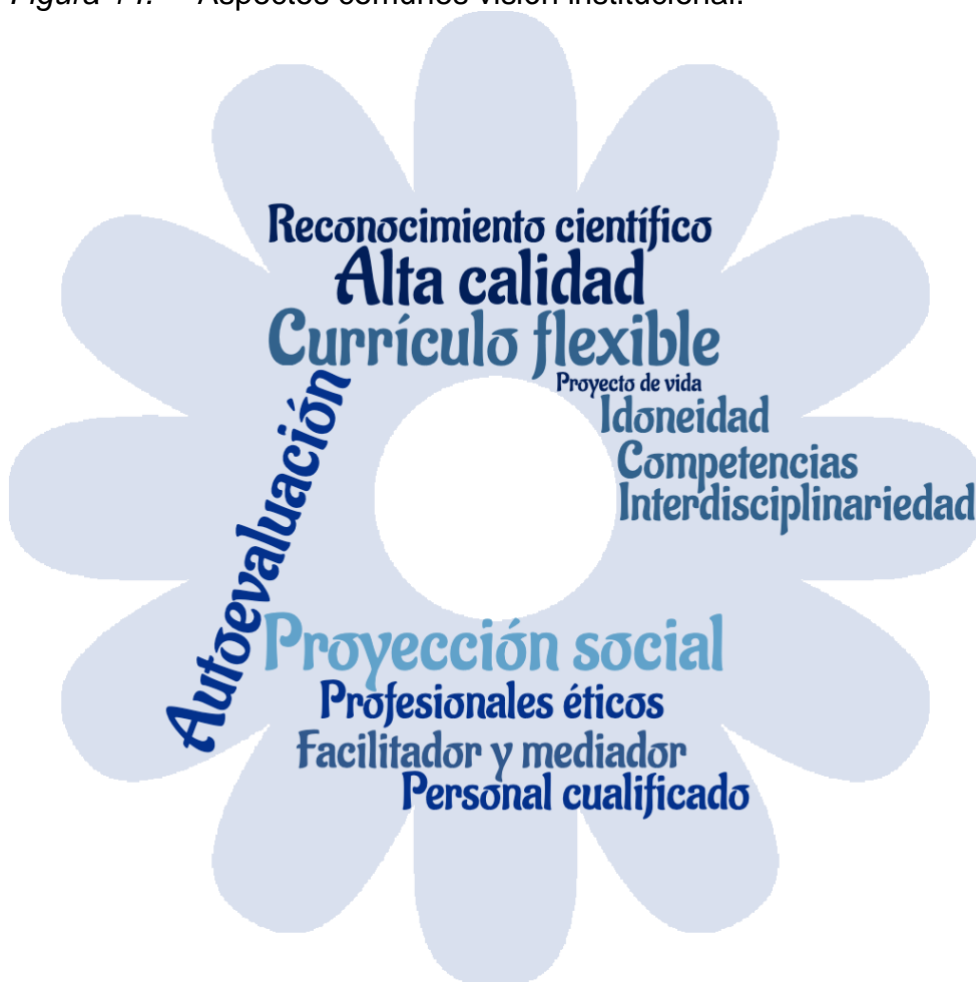 Aspectos comunes visión institucional.
Reconocimiento científico
Alta calidad
Currículo flexible
Proyecto de vida
Idoneidad
Competencias
Interdisciplinariedad
Autoevaluación
Proyección social
Profesionales éticos
Facilitador y mediador
Personal cualificado